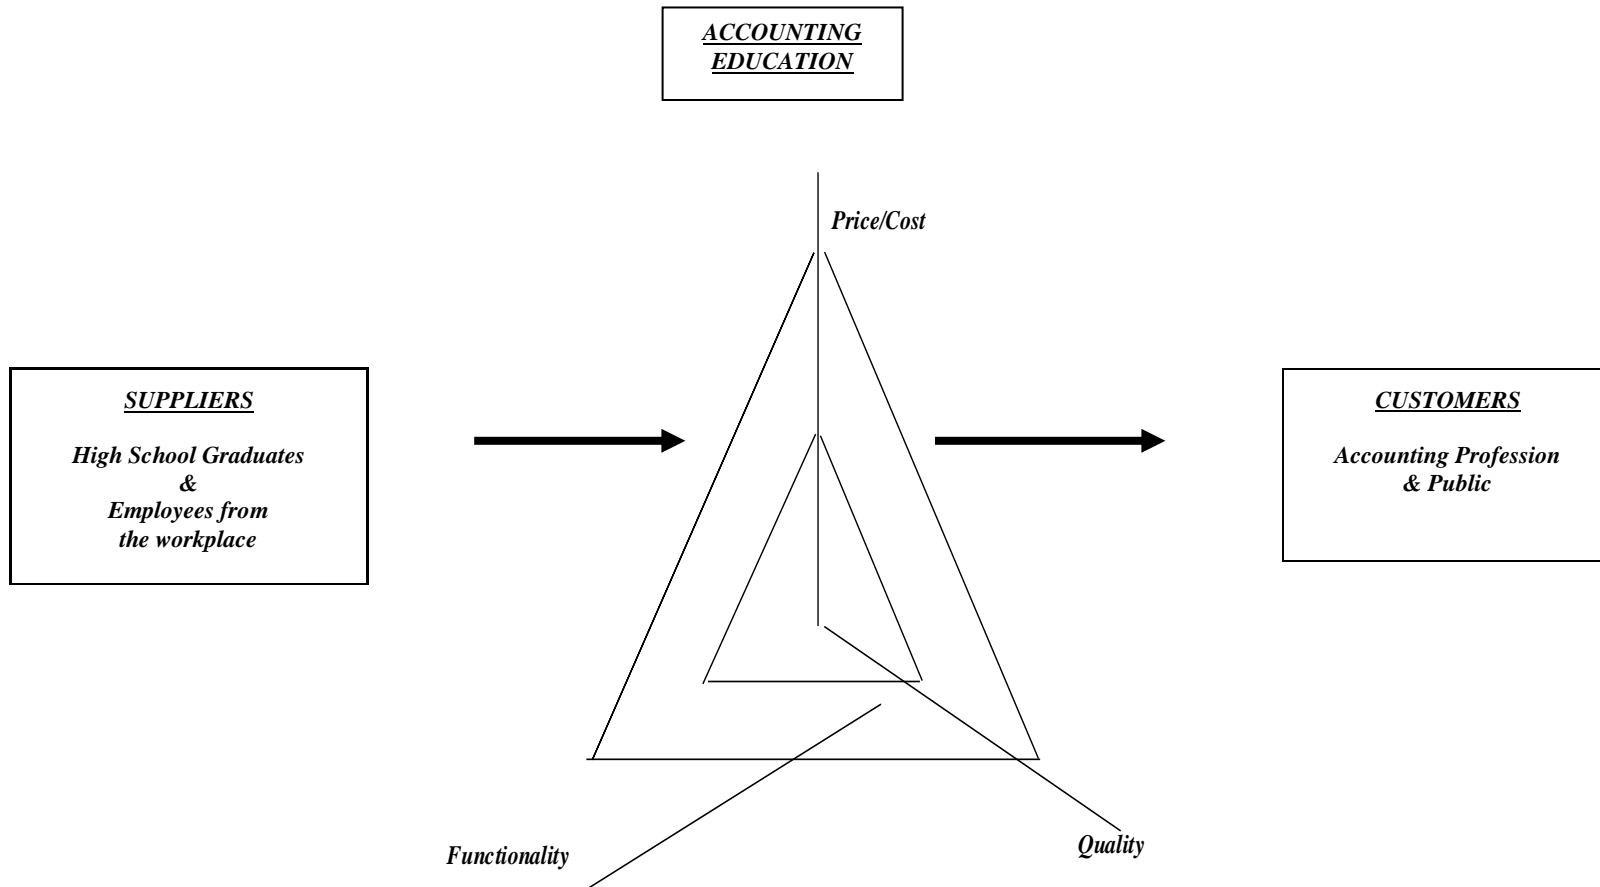 ACCOUNTING
EDUCATION
Price/Cost
SUPPLIERS
High School Graduates
&
Employees from
the workplace
CUSTOMERS
Accounting Profession
& Public
Functionality
Quality